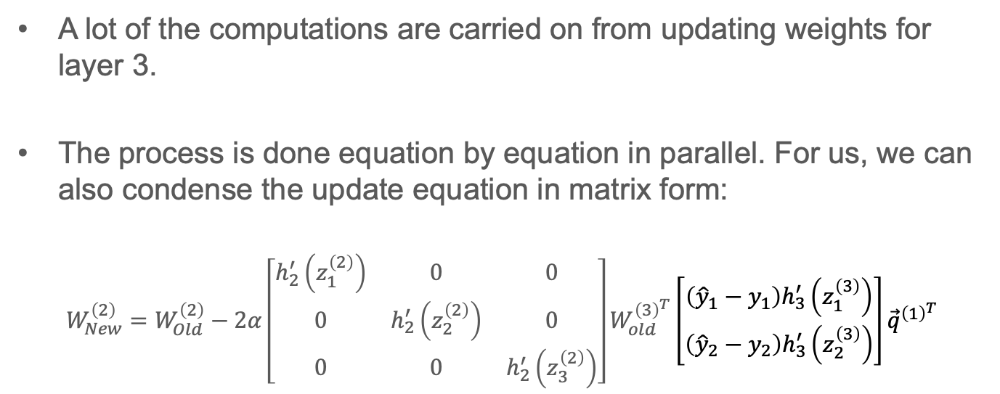 • A lot of the computations are carried on from updating weights for
layer 3.
• The process is done equation by equation in parallel. For us, we can
also condense the update equation in matrix form:
$W_{New}^{(2)} = W_{Old}^{(2)} - 2\alpha \begin{bmatrix} h_2'\left(z_1^{(2)}\right) & 0 & 0 \\ 0 & h_2'\left(z_2^{(2)}\right) & 0 \\ 0 & 0 & h_2'\left(z_3^{(2)}\right) \end{bmatrix} W_{old}^{(3)T} \begin{bmatrix} (\hat{y}_1 - y_1)h_3'\left(z_1^{(3)}\right) \\ (\hat{y}_2 - y_2)h_3'\left(z_2^{(3)}\right) \end{bmatrix} \vec{q}^{(1)T}$